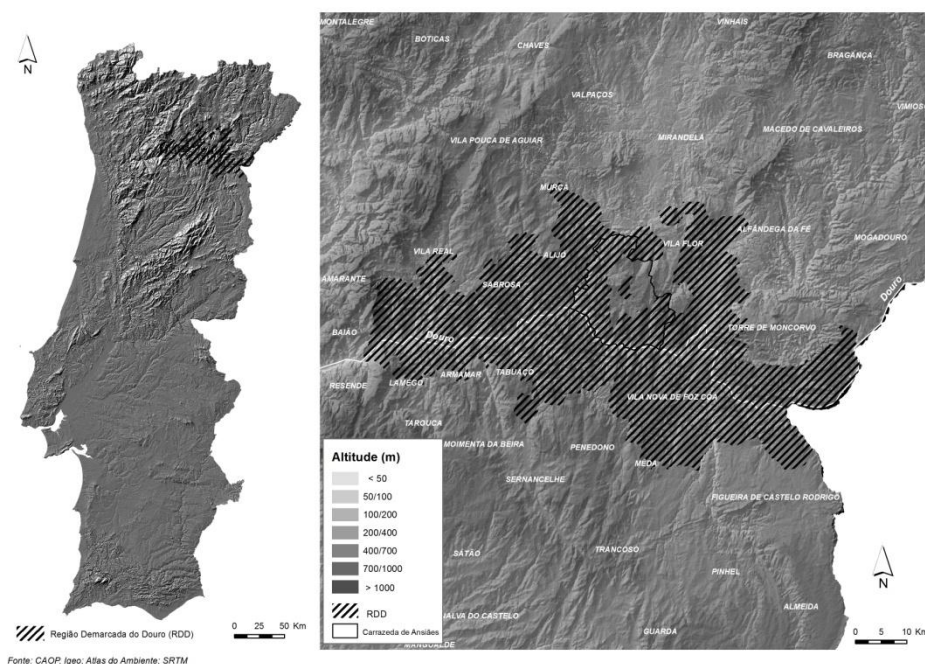 N
Região Demarcada do Douro (RDD)
0 25 50 Km
Fonte: CAOP, Igeo; Atlas do Ambiente; SRTM
MONTALEGRE
VINHAIS
BOTICAS
CHAVES
BRAGANÇA
VALPAÇOS
VIMIOSO
VILA POUCA DE AGUIAR
MIRANDELA
MACEDO DE CAVALEIROS
MURÇA
ALFÂNDEGA DA FÉ
MOGADOURO
VILA REAL
ALIJÓ
VILA FLOR
AMARANTE
SABROSA
Douro
BAIÃO
Douro
TORRE DE MONCORVO
RESENDE
LAMEGO
ARMAMAR
TABUAÇO
VILA NOVA DE FOZ CÔA
TAROUCA
MOIMENTA DA BEIRA
PENEDONO
MEDA
SERNANCELHE
FIGUEIRA DE CASTELO RODRIGO
SATÃO
TRANCOSO
PINHEL
ALMEIDA
ALVA DO CASTELO
GUARDA
MANGUALDE
Altitude (m)
< 50
50/100
100/200
200/400
400/700
700/1000
> 1000
RDD
Carrazeda de Ansiães
N
0 5 10 Km